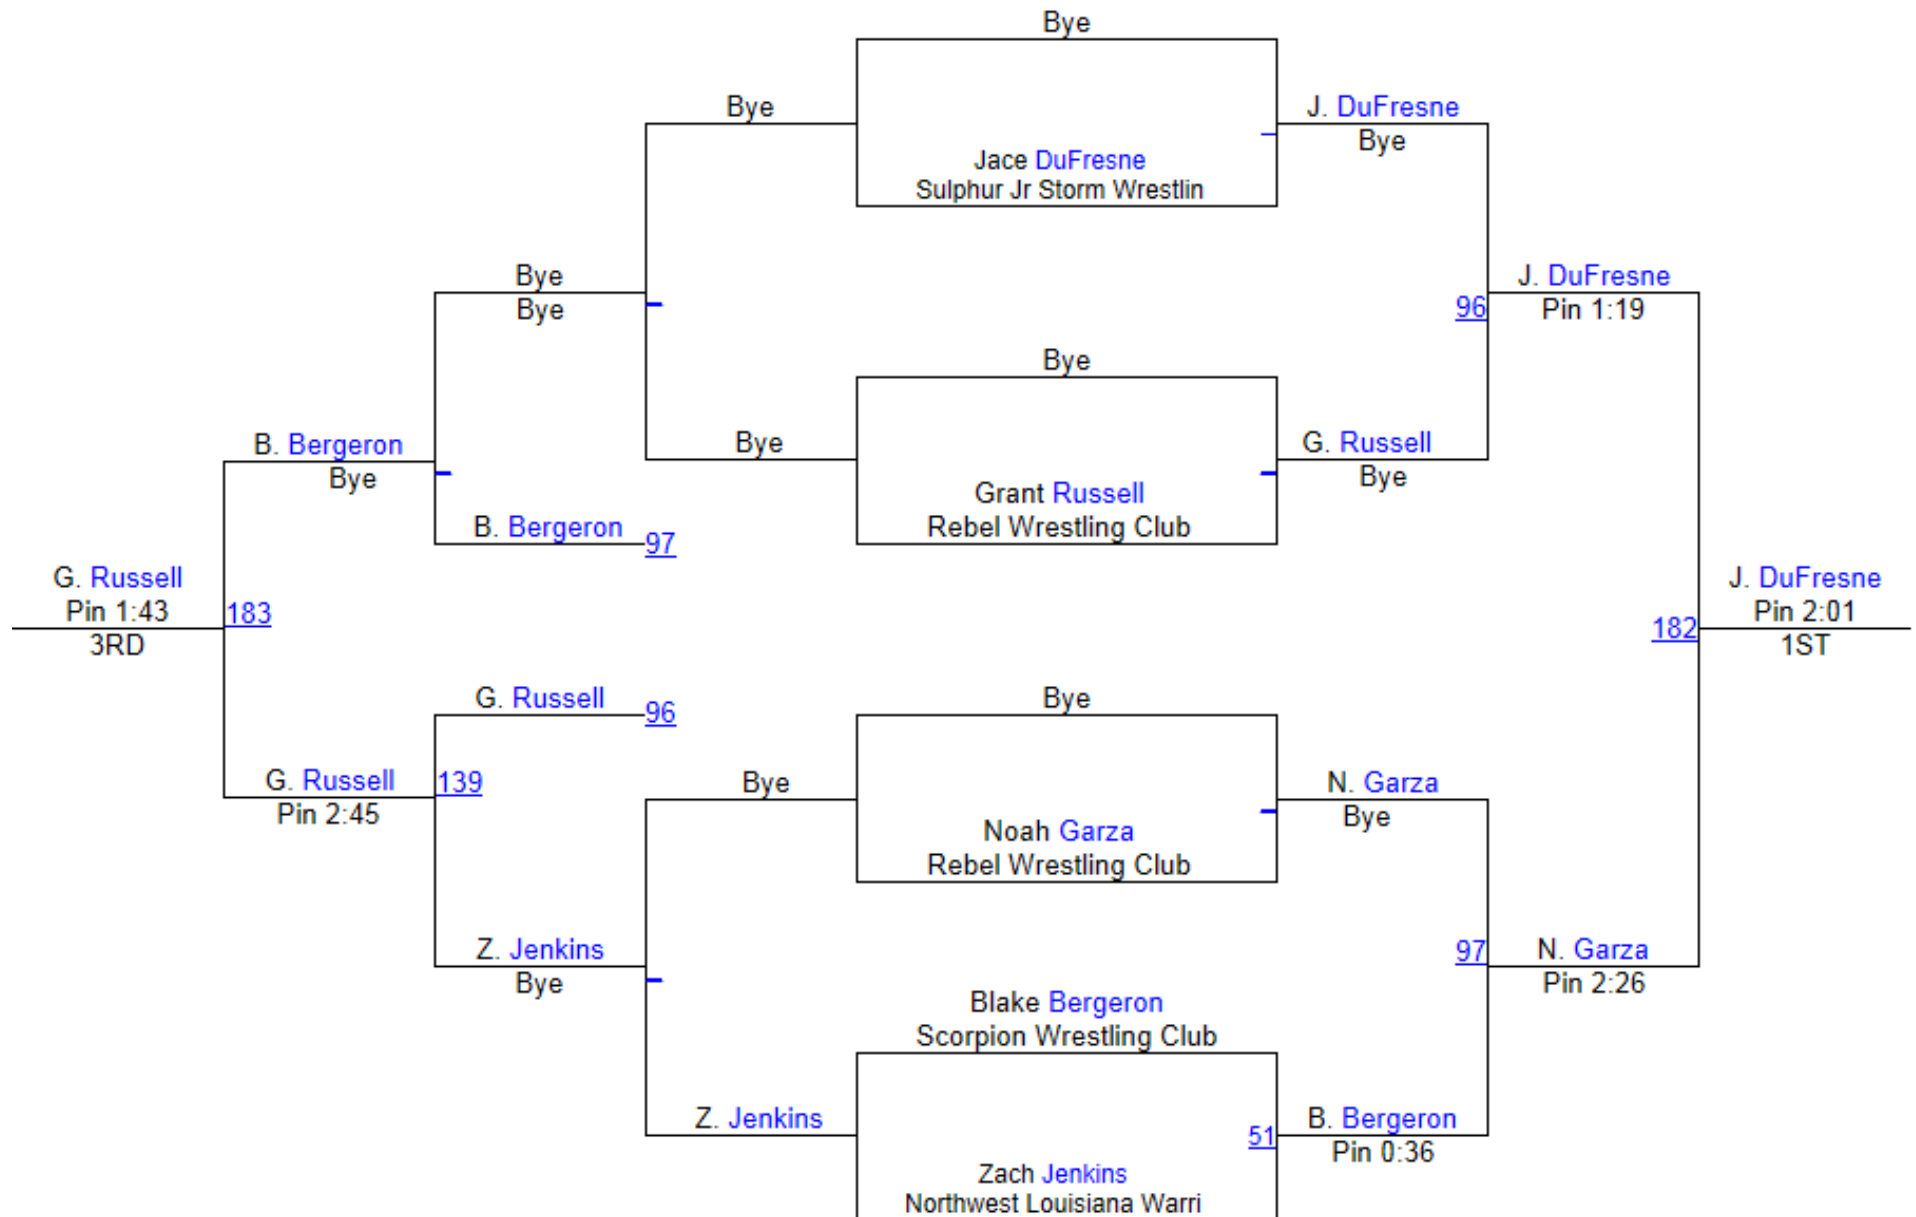 Bye
Bye
J. DuFresne
Bye
Jace DuFresne
Sulphur Jr Storm Wrestlin
Bye
Bye
J. DuFresne
96
Pin 1:19
Bye
B. Bergeron
Bye
Bye
G. Russell
Bye
Grant Russell
Rebel Wrestling Club
B. Bergeron
97
G. Russell
Pin 1:43
3RD
183
J. DuFresne
Pin 2:01
1ST
182
G. Russell
96
Bye
G. Russell
Pin 2:45
139
Bye
N. Garza
Bye
Noah Garza
Rebel Wrestling Club
Z. Jenkins
Bye
97
N. Garza
Pin 2:26
Blake Bergeron
Scorpion Wrestling Club
Z. Jenkins
51
B. Bergeron
Pin 0:36
Zach Jenkins
Northwest Louisiana Warri